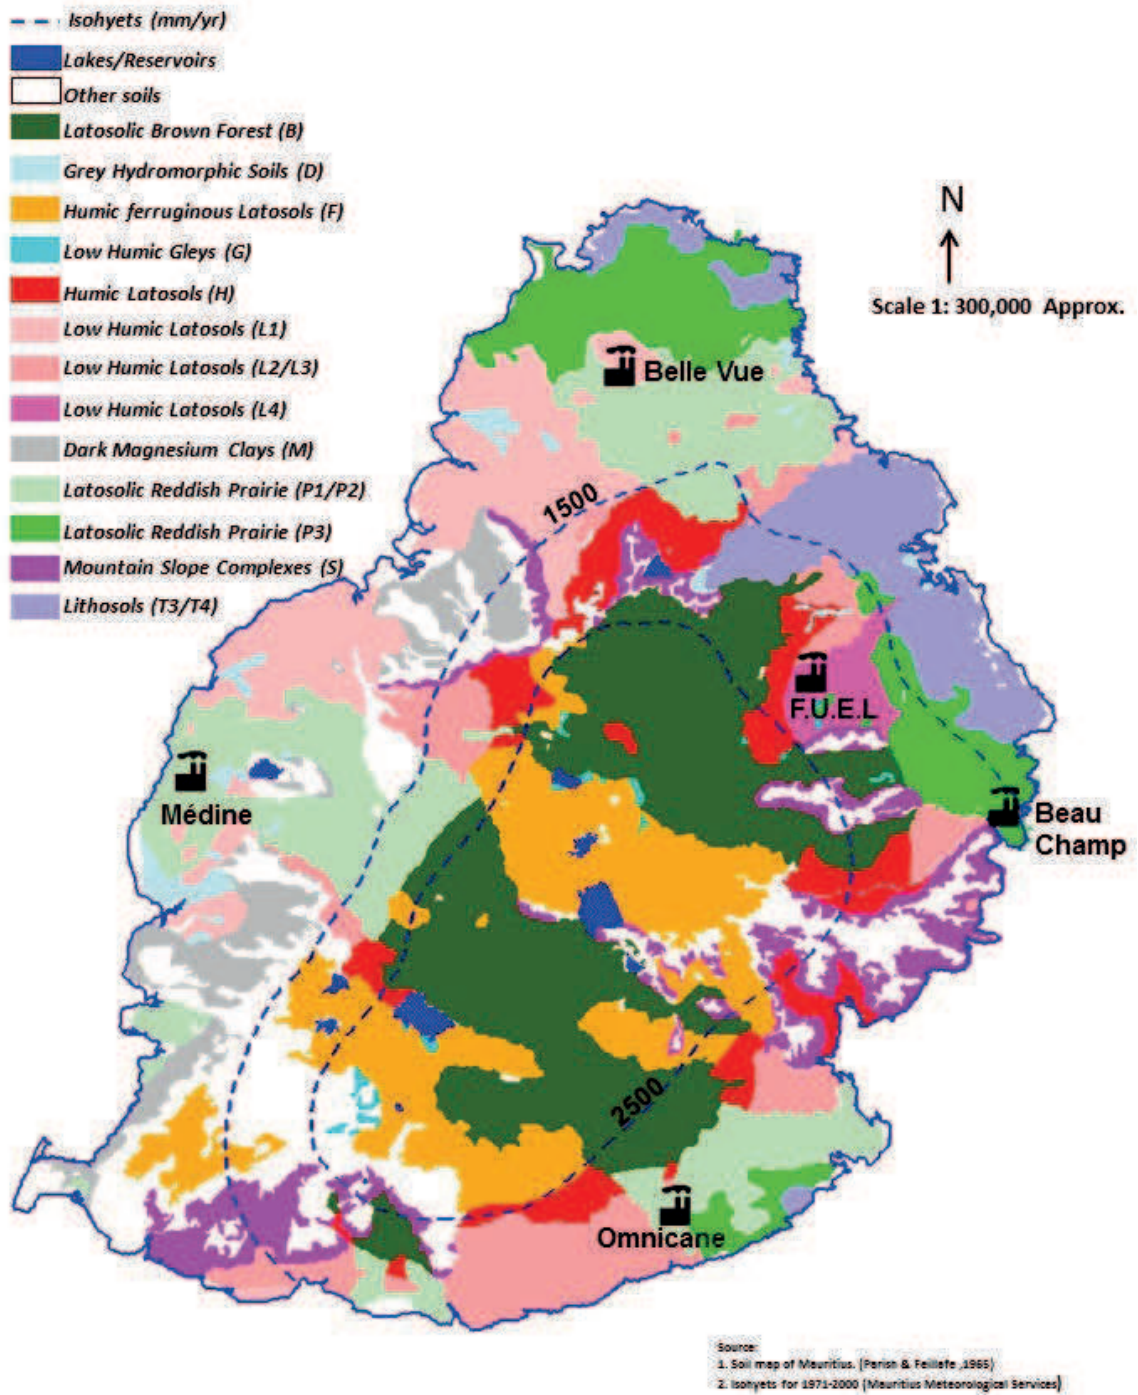 Isohyets (mm/yr)
Lakes/Reservoirs
Other soils
Latosolic Brown Forest (B)
Grey Hydromorphic Soils (D)
Humic ferruginous Latosols (F)
Low Humic Gleys (G)
Humic Latosols (H)
Low Humic Latosols (L1)
Low Humic Latosols (L2/L3)
Low Humic Latosols (L4)
Dark Magnesium Clays (M)
Latosolic Reddish Prairie (P1/P2)
Latosolic Reddish Prairie (P3)
Mountain Slope Complexes (S)
Lithosols (T3/T4)
N
Scale 1: 300,000 Approx.
Belle Vue
1500
F.U.E.L
Médine
Beau
Champ
2500
Omnicane
Source:
1. Soil map of Mauritius. (Parish & Feillafe ,1965)
2. Isohyets for 1971-2000 (Mauritius Meteorological Services)